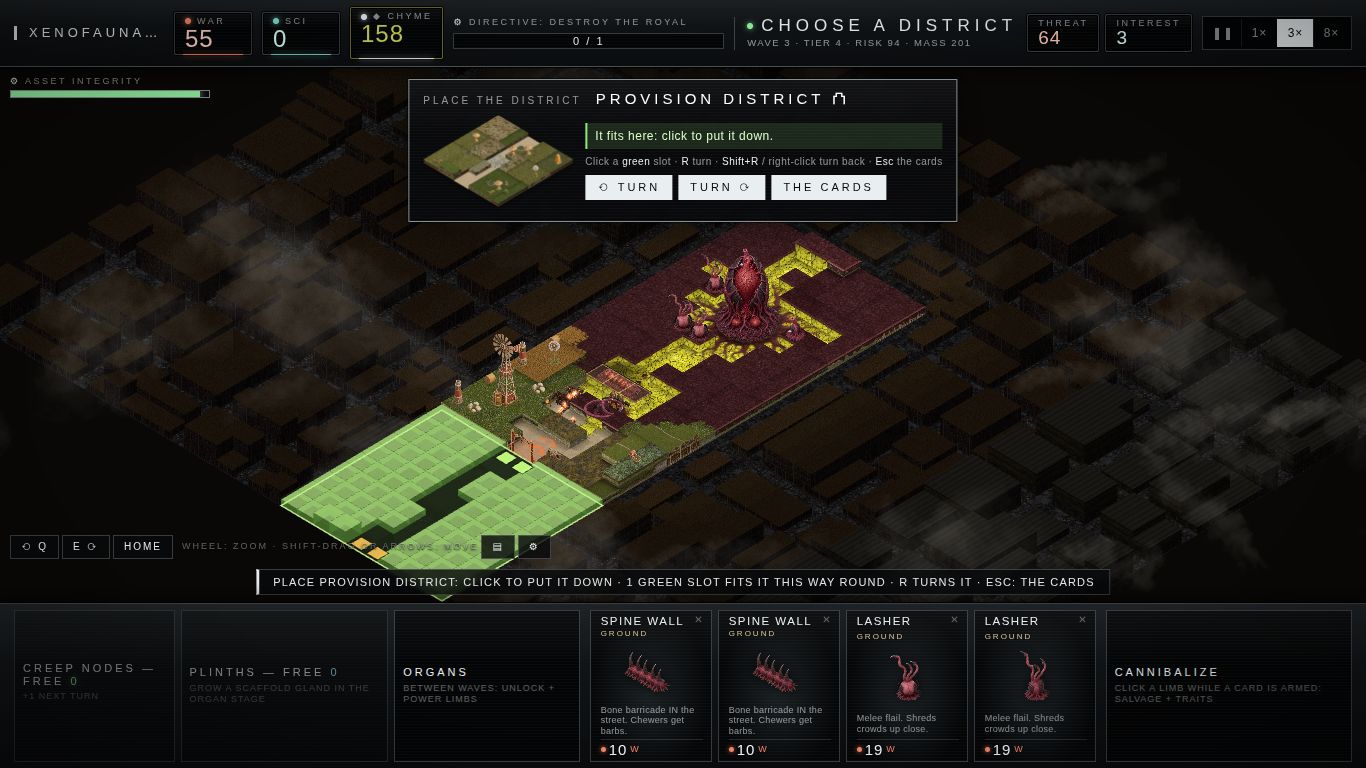 XENOFAUNA...
WAR
55
SCI
0
◆ CHYME
158
⚙ DIRECTIVE: DESTROY THE ROYAL
0 / 1
CHOOSE A DISTRICT
WAVE 3 · TIER 4 · RISK 94 · MASS 201
THREAT
64
INTEREST
3
❚❚ 1× 3× 8×
⚙ ASSET INTEGRITY
PLACE THE DISTRICT PROVISION DISTRICT
It fits here: click to put it down.
Click a green slot · R turn · Shift+R / right-click turn back · Esc the cards
⟲ TURN
TURN ⟳
THE CARDS
⟲ Q
E ⟳
HOME
WHEEL: ZOOM · SHIFT-DRAG OR ARROWS: MOVE
PLACE PROVISION DISTRICT: CLICK TO PUT IT DOWN · 1 GREEN SLOT FITS IT THIS WAY ROUND · R TURNS IT · ESC: THE CARDS
CREEP NODES —
FREE 0
+1 NEXT TURN
PLINTHS — FREE 0
GROW A SCAFFOLD GLAND IN THE
ORGAN STAGE
ORGANS
BETWEEN WAVES: UNLOCK +
POWER LIMBS
SPINE WALL ✕
GROUND
Bone barricade IN the
street. Chewers get
barbs.
10 W
SPINE WALL ✕
GROUND
Bone barricade IN the
street. Chewers get
barbs.
10 W
LASHER ✕
GROUND
Melee flail. Shreds
crowds up close.
19 W
LASHER ✕
GROUND
Melee flail. Shreds
crowds up close.
19 W
CANNIBALIZE
CLICK A LIMB WHILE A CARD IS ARMED:
SALVAGE + TRAITS